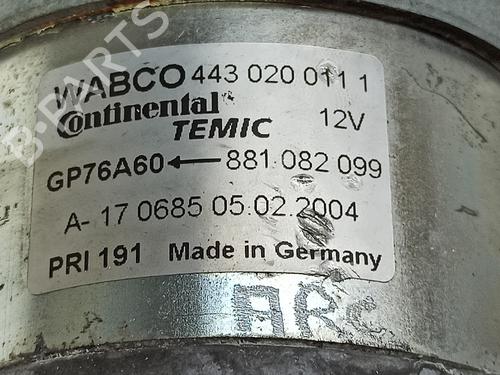 WABCO 443 020 011 1
Continental
TEMIC 12V
GP76A60 ← 881 082 099
A- 17 0685 05.02.2004
PRI 191 Made in Germany
B-PARTS